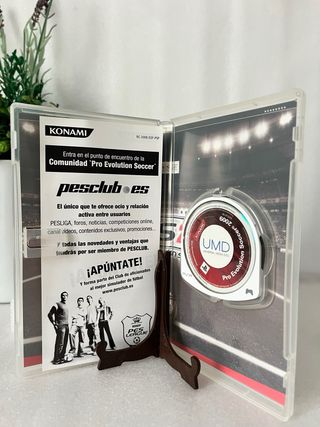 KONAMI
Entra en el punto de encuentro de la
Comunidad "Pro Evolution Soccer"
pesclub.es
El único que te ofrece ocio y relación
activa entre usuarios
PESLIGA, foros, noticias, competiciones online,
vídeos, contenidos exclusivos, promociones...
todas las novedades y ventajas que
por ser miembro de PESCLUB.
¡APÚNTATE!
Y forma parte del Club de aficionados
al mejor simulador de fútbol
www.pesclub.es
PES
UMD
Pro Evolution Soccer 2009